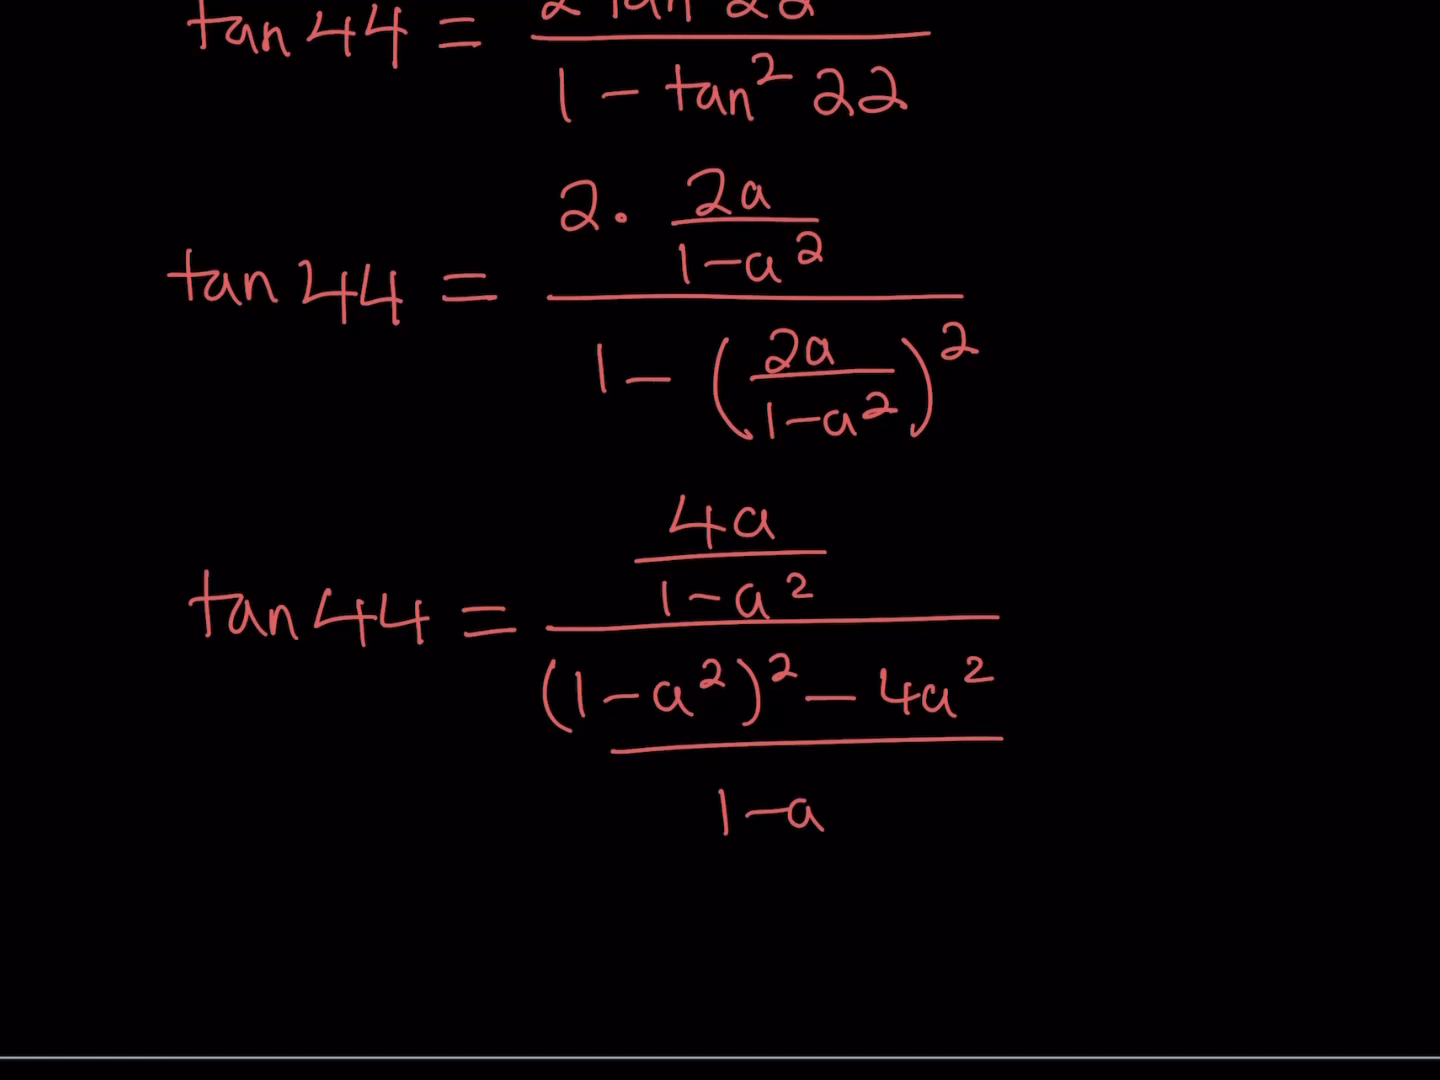 tan 44 = 2 tan 22
1 - tan² 22
2 · 2a
1-a²
tan 44 =
1 - (2a
1-a²)²
4a
1-a²
tan 44 =
(1-a²)² - 4a²
1-a